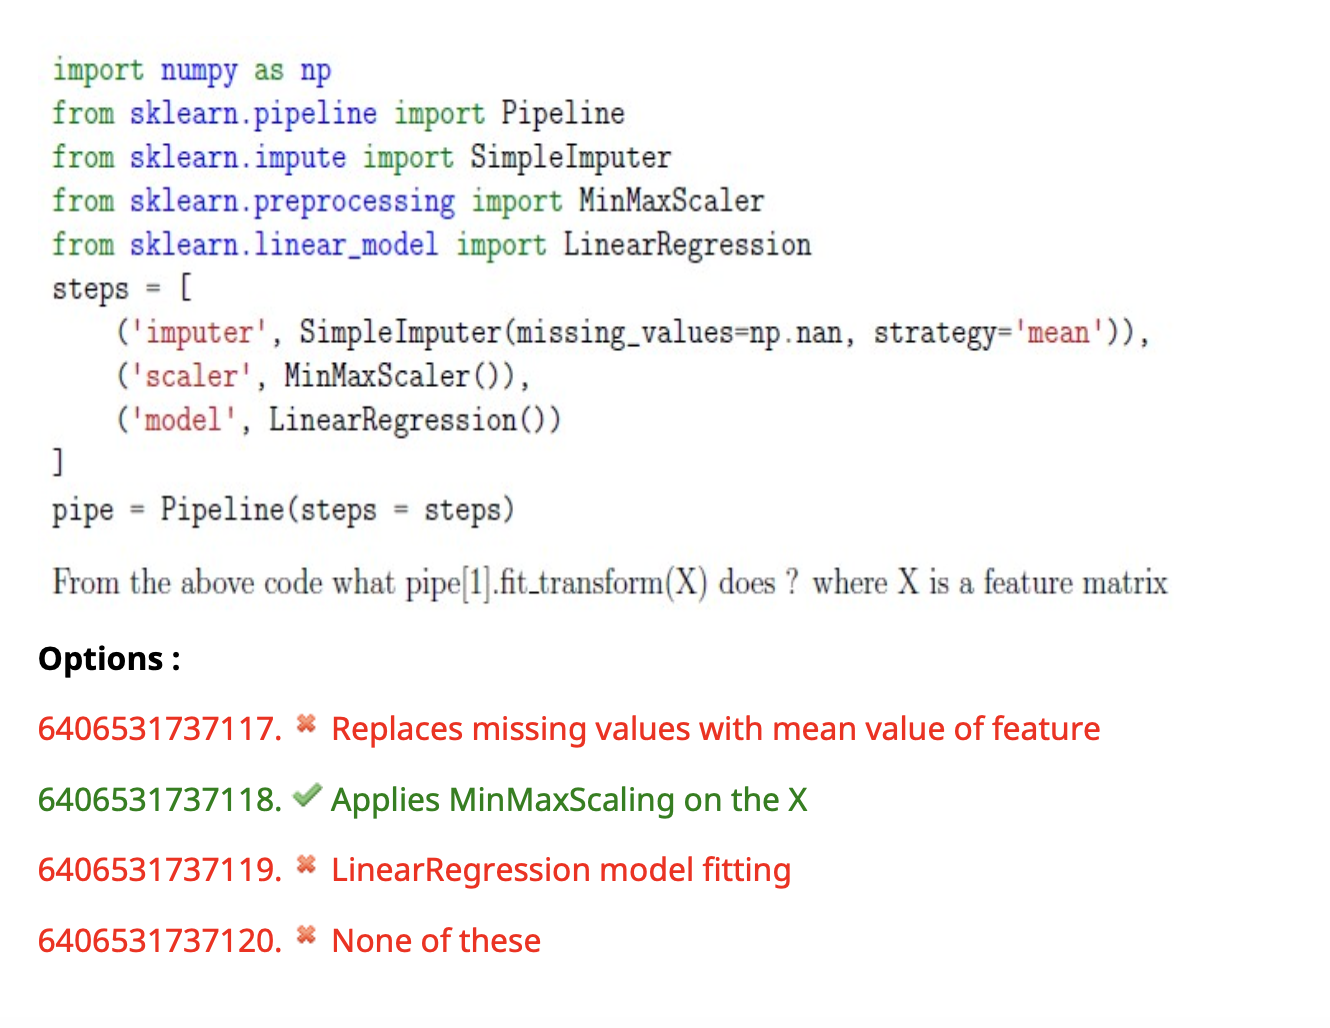 import numpy as np
from sklearn.pipeline import Pipeline
from sklearn.impute import SimpleImputer
from sklearn.preprocessing import MinMaxScaler
from sklearn.linear_model import LinearRegression
steps = [
    ('imputer', SimpleImputer(missing_values=np.nan, strategy='mean')),
    ('scaler', MinMaxScaler()),
    ('model', LinearRegression())
]
pipe = Pipeline(steps = steps)
From the above code what pipe[1].fit_transform(X) does ? where X is a feature matrix
Options :
6406531737117. ✖ Replaces missing values with mean value of feature
6406531737118. ✔ Applies MinMaxScaling on the X
6406531737119. ✖ LinearRegression model fitting
6406531737120. ✖ None of these